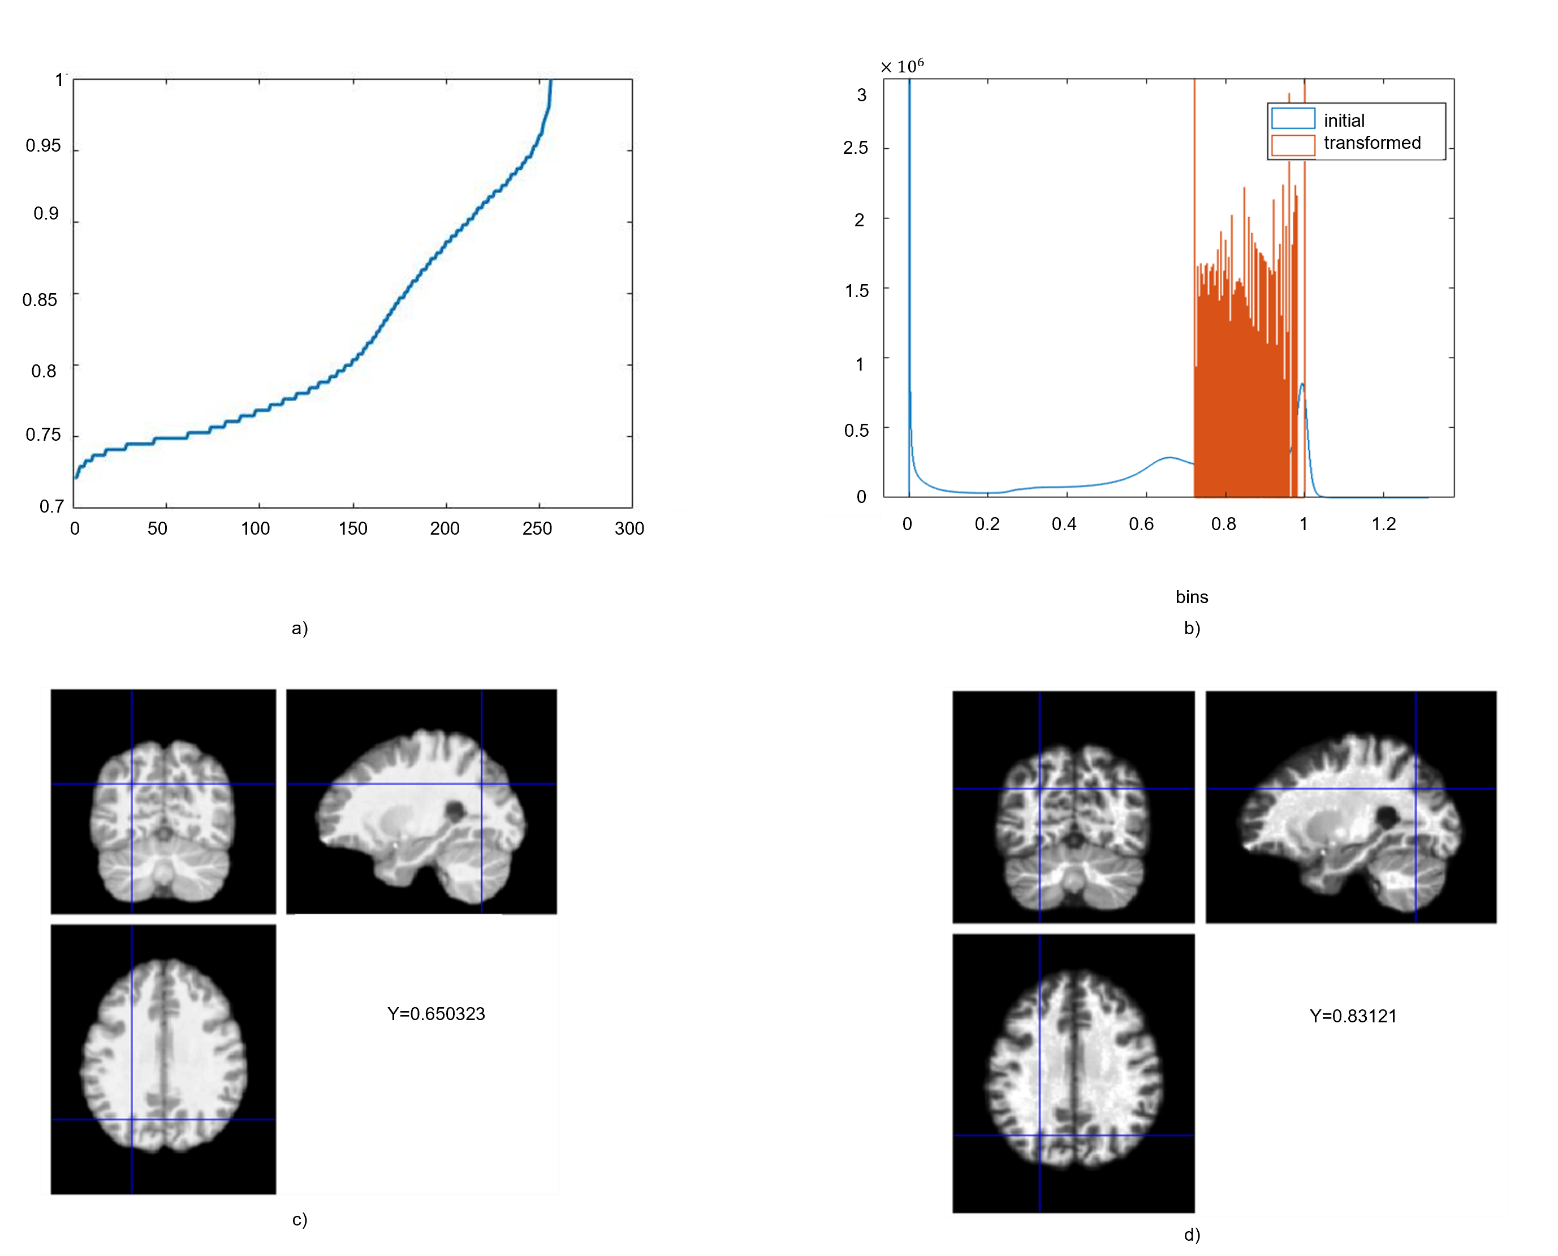 1
0.95
0.9
0.85
0.8
0.75
0.7
0 50 100 150 200 250 300
a)
× 10⁶
3
2.5
2
1.5
1
0.5
0
0 0.2 0.4 0.6 0.8 1 1.2
initial
transformed
bins
b)
Y=0.650323
c)
Y=0.83121
d)